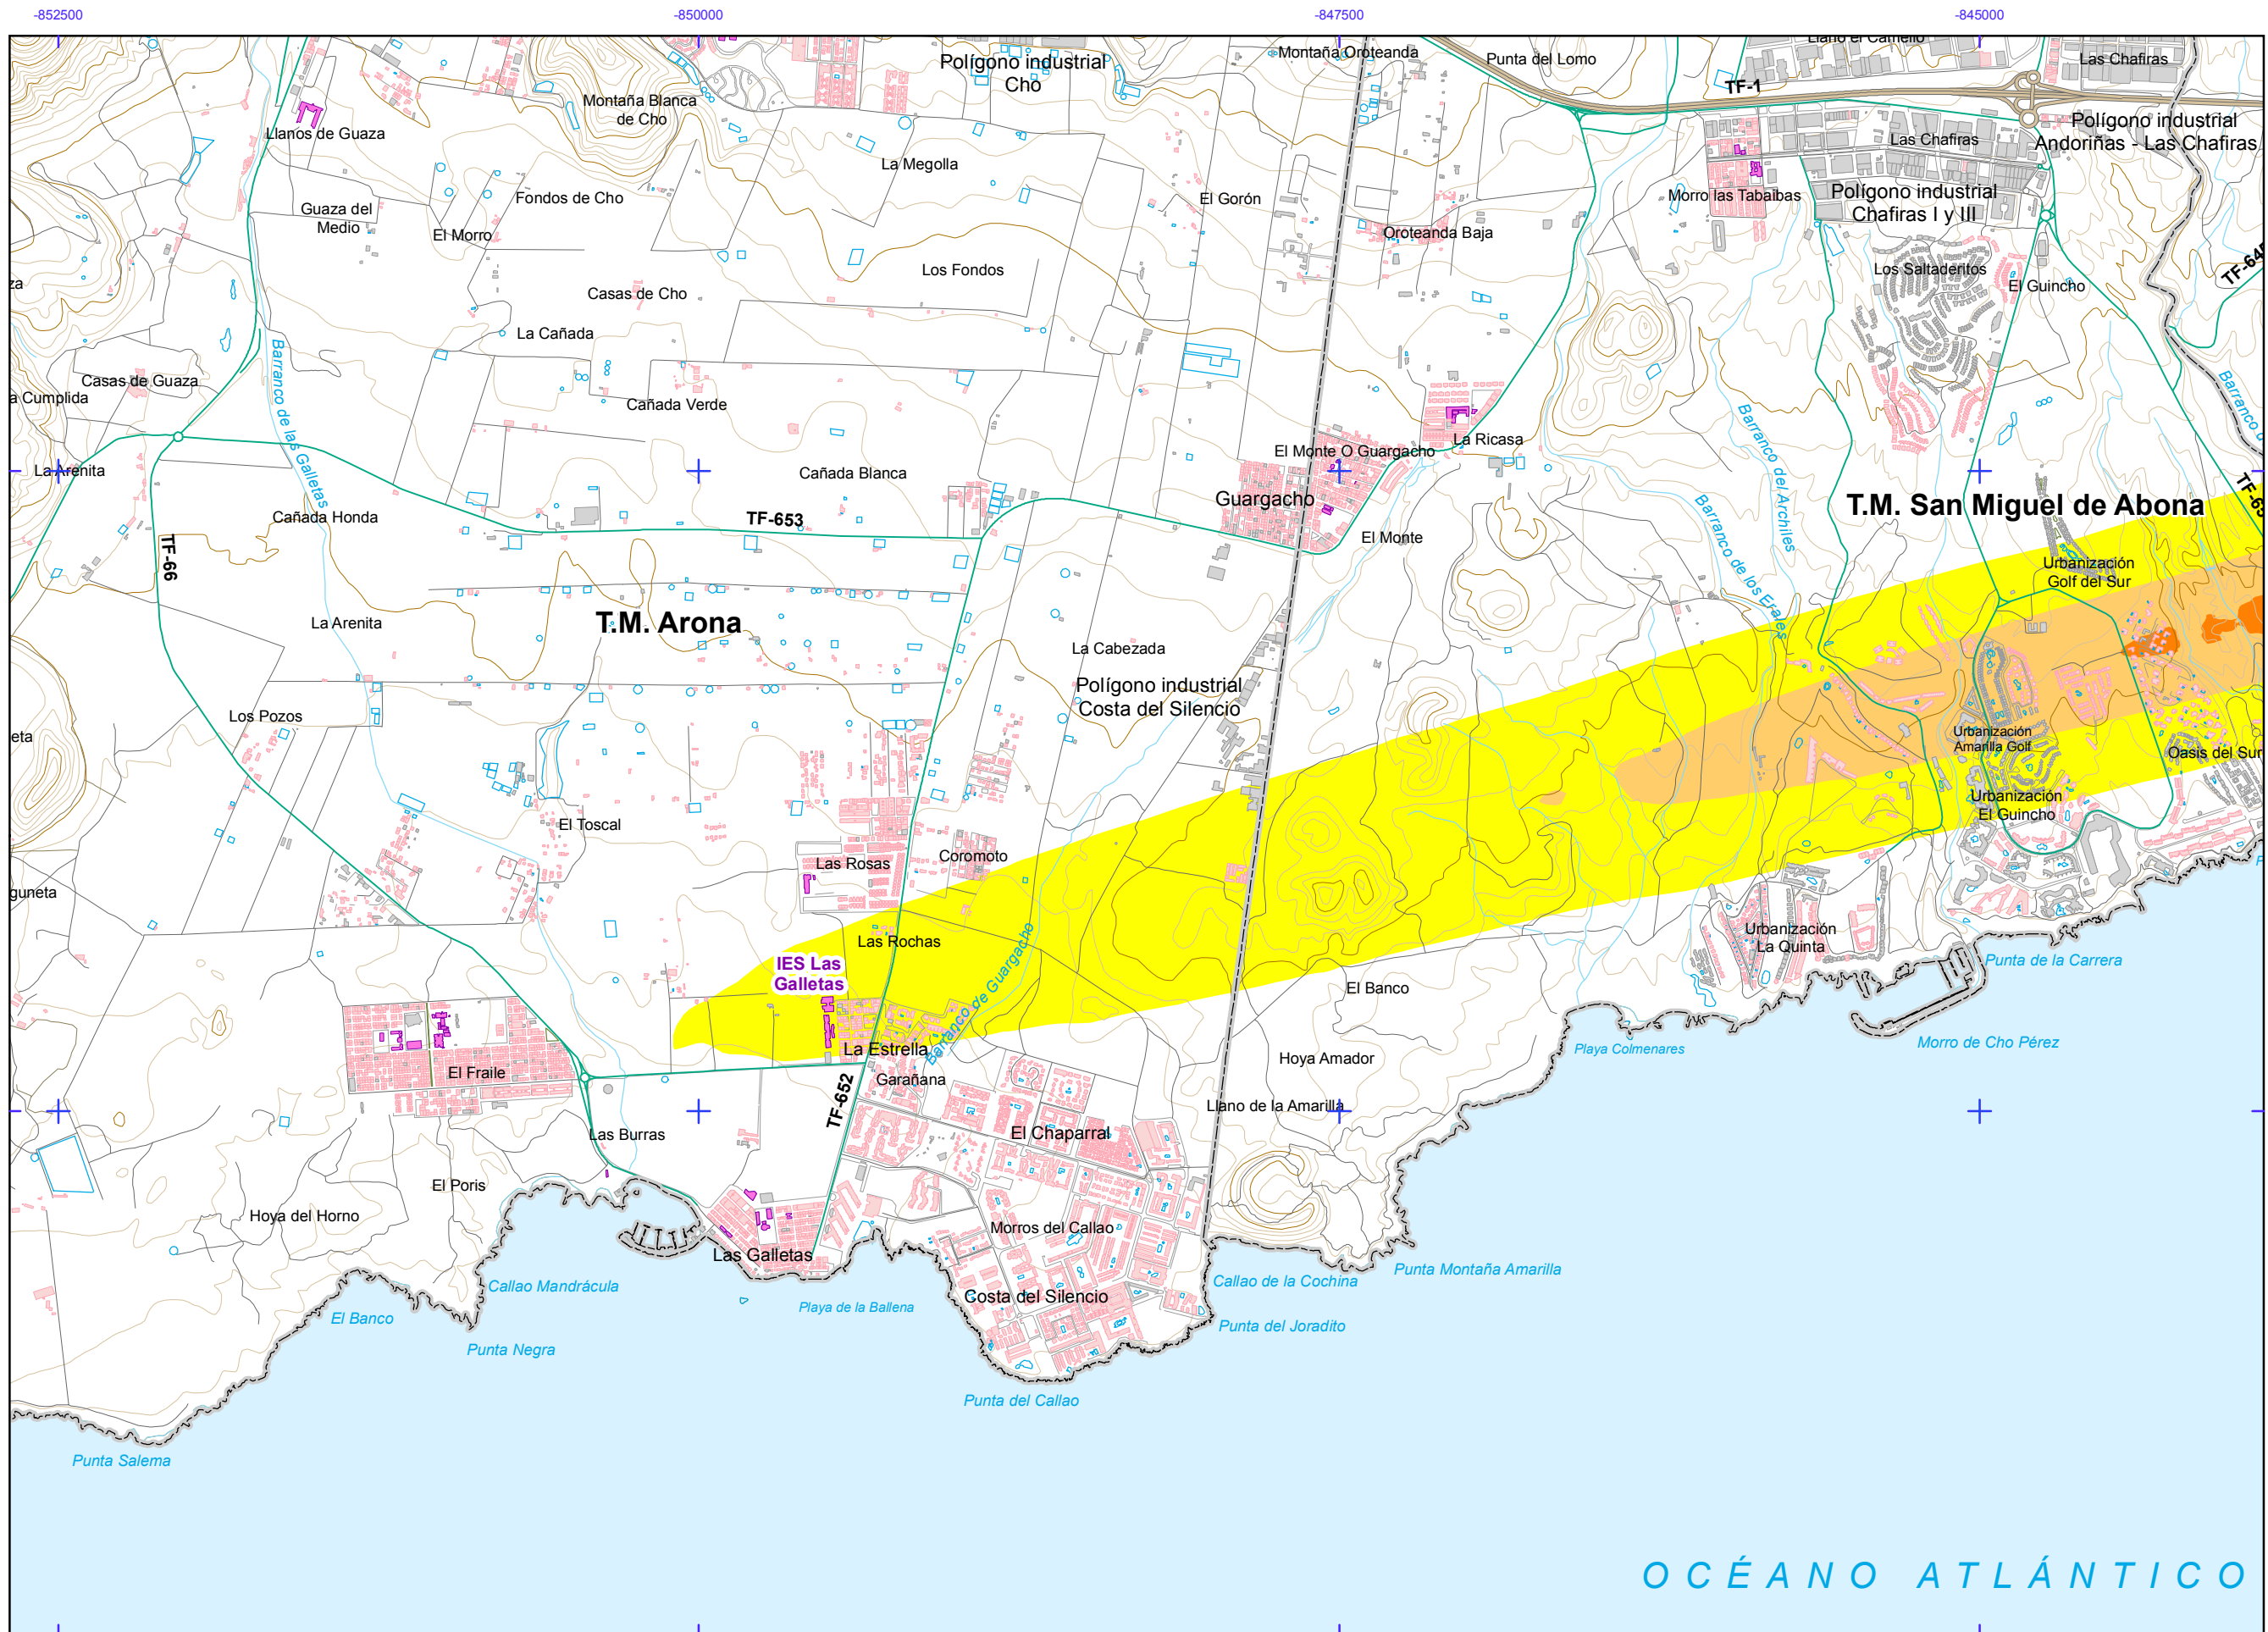 -852500
-850000
-847500
-845000
Llano el Camello
Montaña Oroteanda
Punta del Lomo
Las Chafiras
Polígono industrial
Cho
TF-1
Montaña Blanca
de Cho
Llanos de Guaza
Polígono industrial
Andoriñas - Las Chafiras
Las Chafiras
La Megolla
Fondos de Cho
El Gorón
Morro las Tabaibas
Polígono industrial
Chafiras I y III
Guaza del
Medio
El Morro
Oroteanda Baja
Los Fondos
Los Saltaderitos
TF-64
za
Casas de Cho
El Guincho
La Cañada
Barranco de las Galletas
Casas de Guaza
a Cumplida
Cañada Verde
Barranco
Barranco del Archiles
La Ricasa
El Monte O Guargacho
La Arenita
Cañada Blanca
Guargacho
T.M. San Miguel de Abona
TF-65
Cañada Honda
TF-653
El Monte
Barranco de los Erales
TF-66
Urbanización
Golf del Sur
La Arenita
T.M. Arona
La Cabezada
Polígono industrial
Costa del Silencio
Los Pozos
eta
Urbanización
Amarilla Golf
Oasis del Sur
Urbanización
El Guincho
El Toscal
Las Rosas
Coromoto
guneta
Las Rochas
Urbanización
La Quinta
Punta de la Carrera
IES Las
Galletas
Barranco de Guargacho
El Banco
La Estrella
Playa Colmenares
Morro de Cho Pérez
Hoya Amador
El Fraile
Garañana
TF-652
Llano de la Amarilla
Las Burras
El Chaparral
El Poris
Hoya del Horno
Morros del Callao
Las Galletas
Punta Montaña Amarilla
Callao de la Cochina
Callao Mandrácula
Costa del Silencio
Playa de la Ballena
El Banco
Punta del Joradito
Punta Negra
Punta del Callao
Punta Salema
OCÉANO ATLÁNTICO